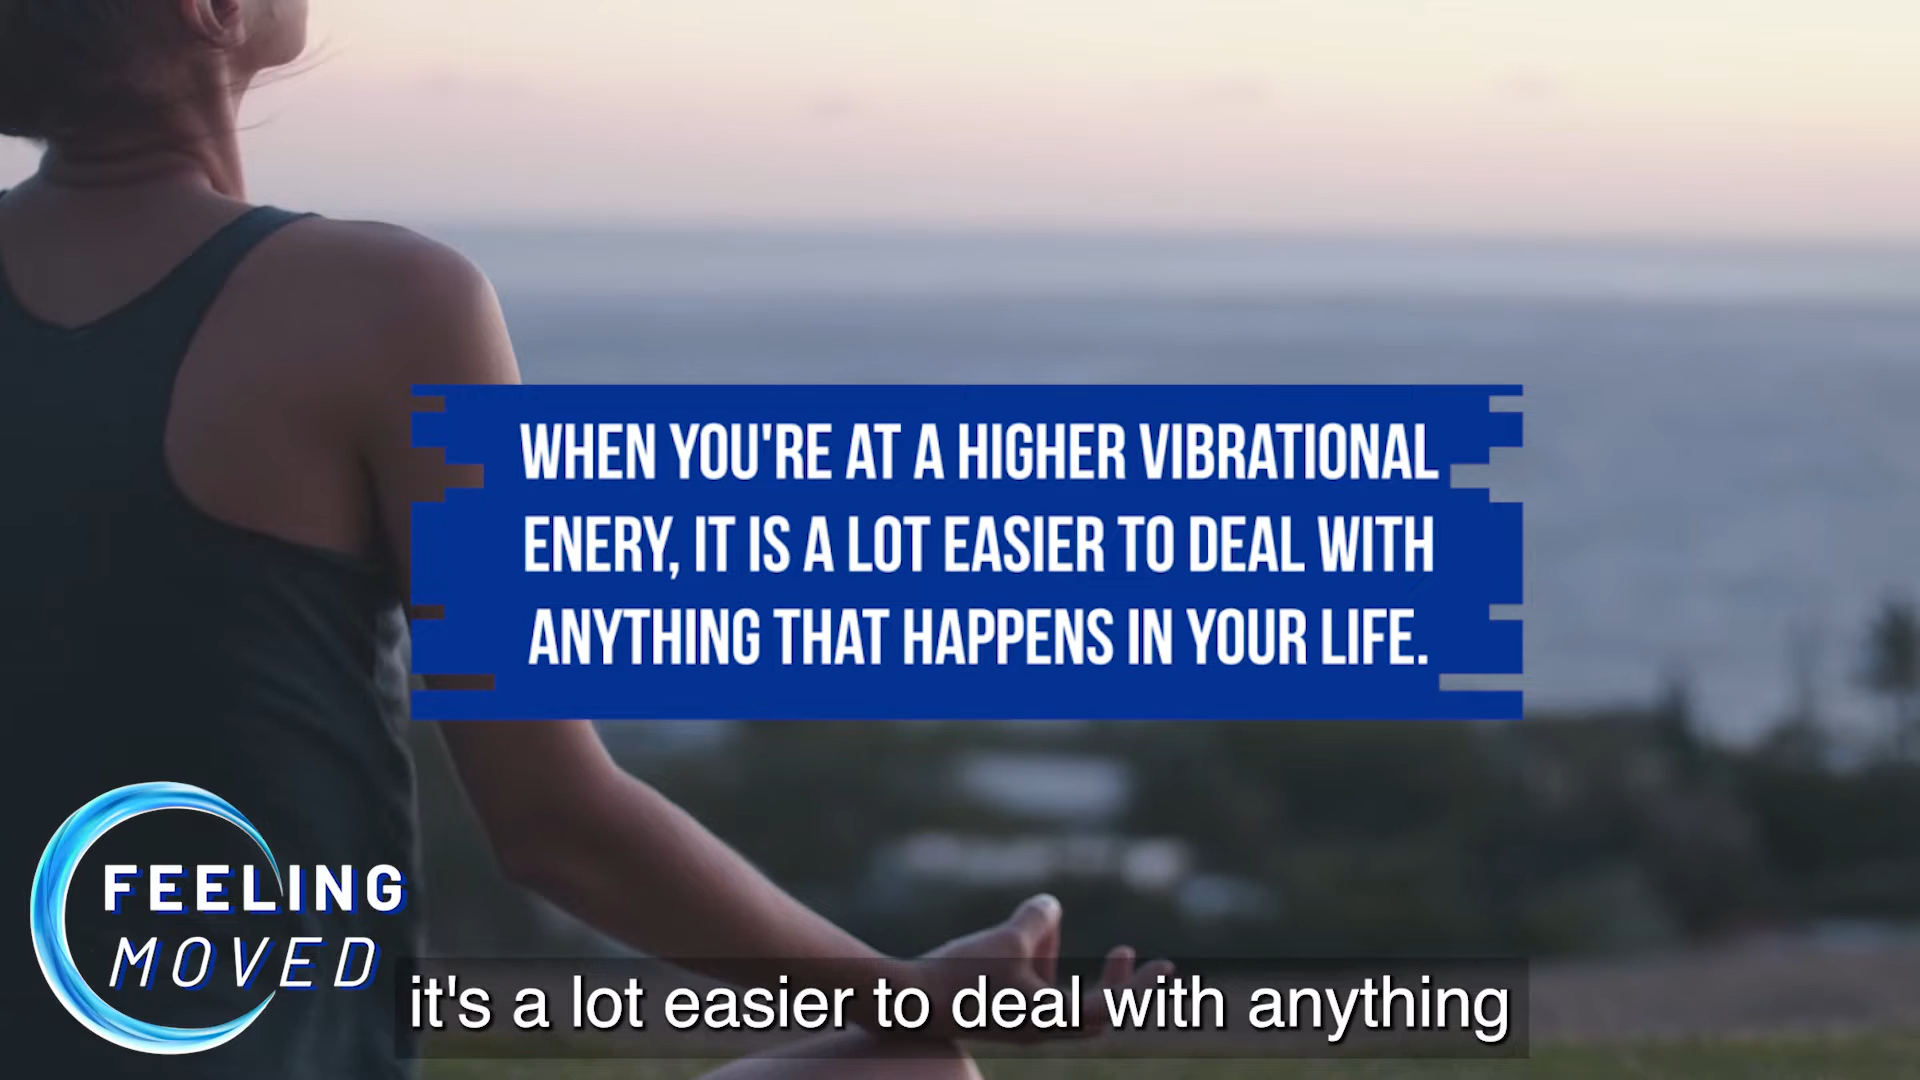 WHEN YOU'RE AT A HIGHER VIBRATIONAL
ENERY, IT IS A LOT EASIER TO DEAL WITH
ANYTHING THAT HAPPENS IN YOUR LIFE.
FEELING
MOVED
it's a lot easier to deal with anything